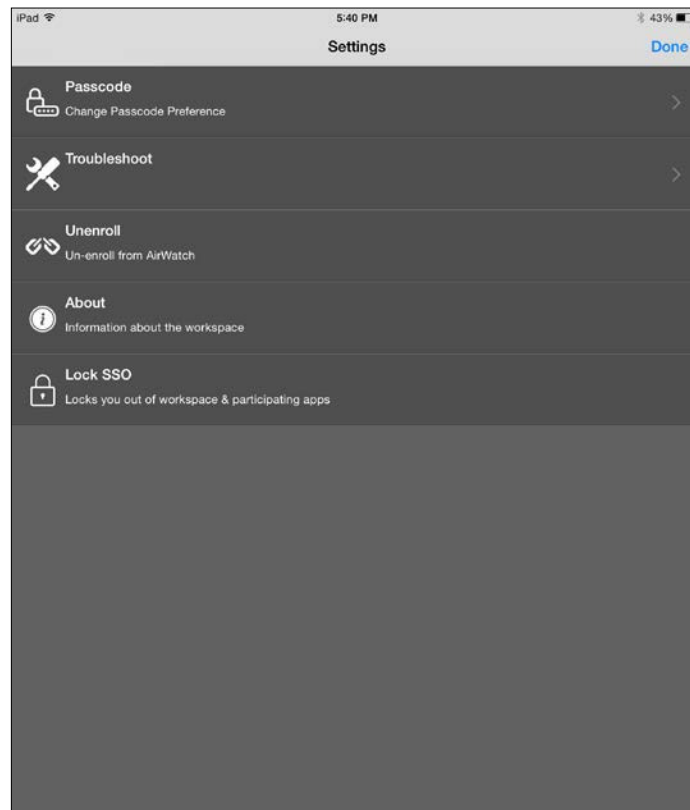 iPad 5:40 PM 43%
Settings Done
Passcode
Change Passcode Preference
Troubleshoot
Unenroll
Un-enroll from AirWatch
About
Information about the workspace
Lock SSO
Locks you out of workspace & participating apps